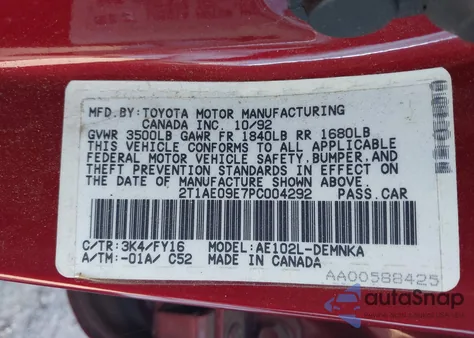 MFD.BY:TOYOTA MOTOR MANUFACTURING
CANADA INC. 10/92
GVWR 3500LB GAWR FR 1840LB RR 1680LB
THIS VEHICLE CONFORMS TO ALL APPLICABLE
FEDERAL MOTOR VEHICLE SAFETY,BUMPER,AND
THEFT PREVENTION STANDARDS IN EFFECT ON
THE DATE OF MANUFACTURE SHOWN ABOVE.
2T1AE09E7PC004292 PASS.CAR
C/TR: 3K4/FY16 MODEL: AE102L-DEMNKA
A/TM: -01A/ C52 MADE IN CANADA
AA00588425
autoSnap